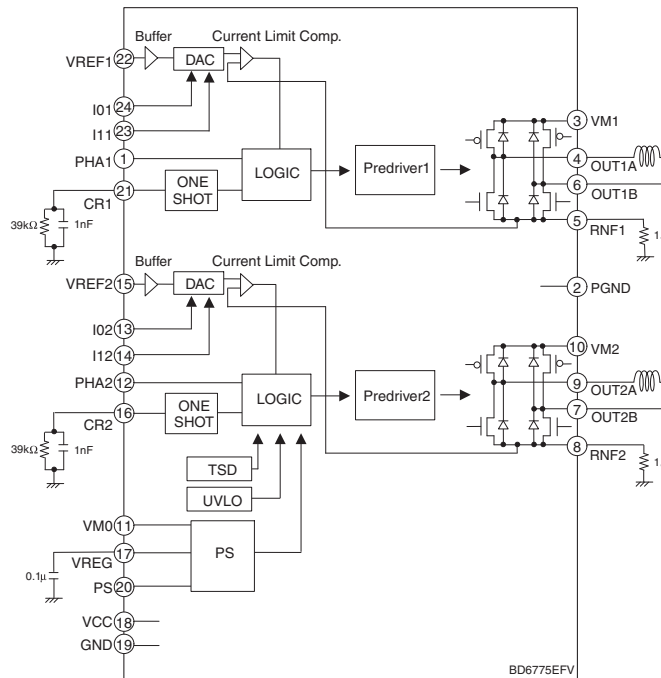 Buffer
Current Limit Comp.
VREF1 22
DAC
I01 24
I11 23
PHA1 1
CR1 21
ONE SHOT
LOGIC
Predriver1
39kΩ
1nF
3 VM1
4 OUT1A
6 OUT1B
5 RNF1
Buffer
Current Limit Comp.
VREF2 15
DAC
2 PGND
I02 13
I12 14
PHA2 12
CR2 16
ONE SHOT
LOGIC
Predriver2
39kΩ
1nF
10 VM2
9 OUT2A
7 OUT2B
8 RNF2
TSD
UVLO
VM0 11
VREG 17
PS 20
PS
0.1μ
VCC 18
GND 19
BD6775EFV